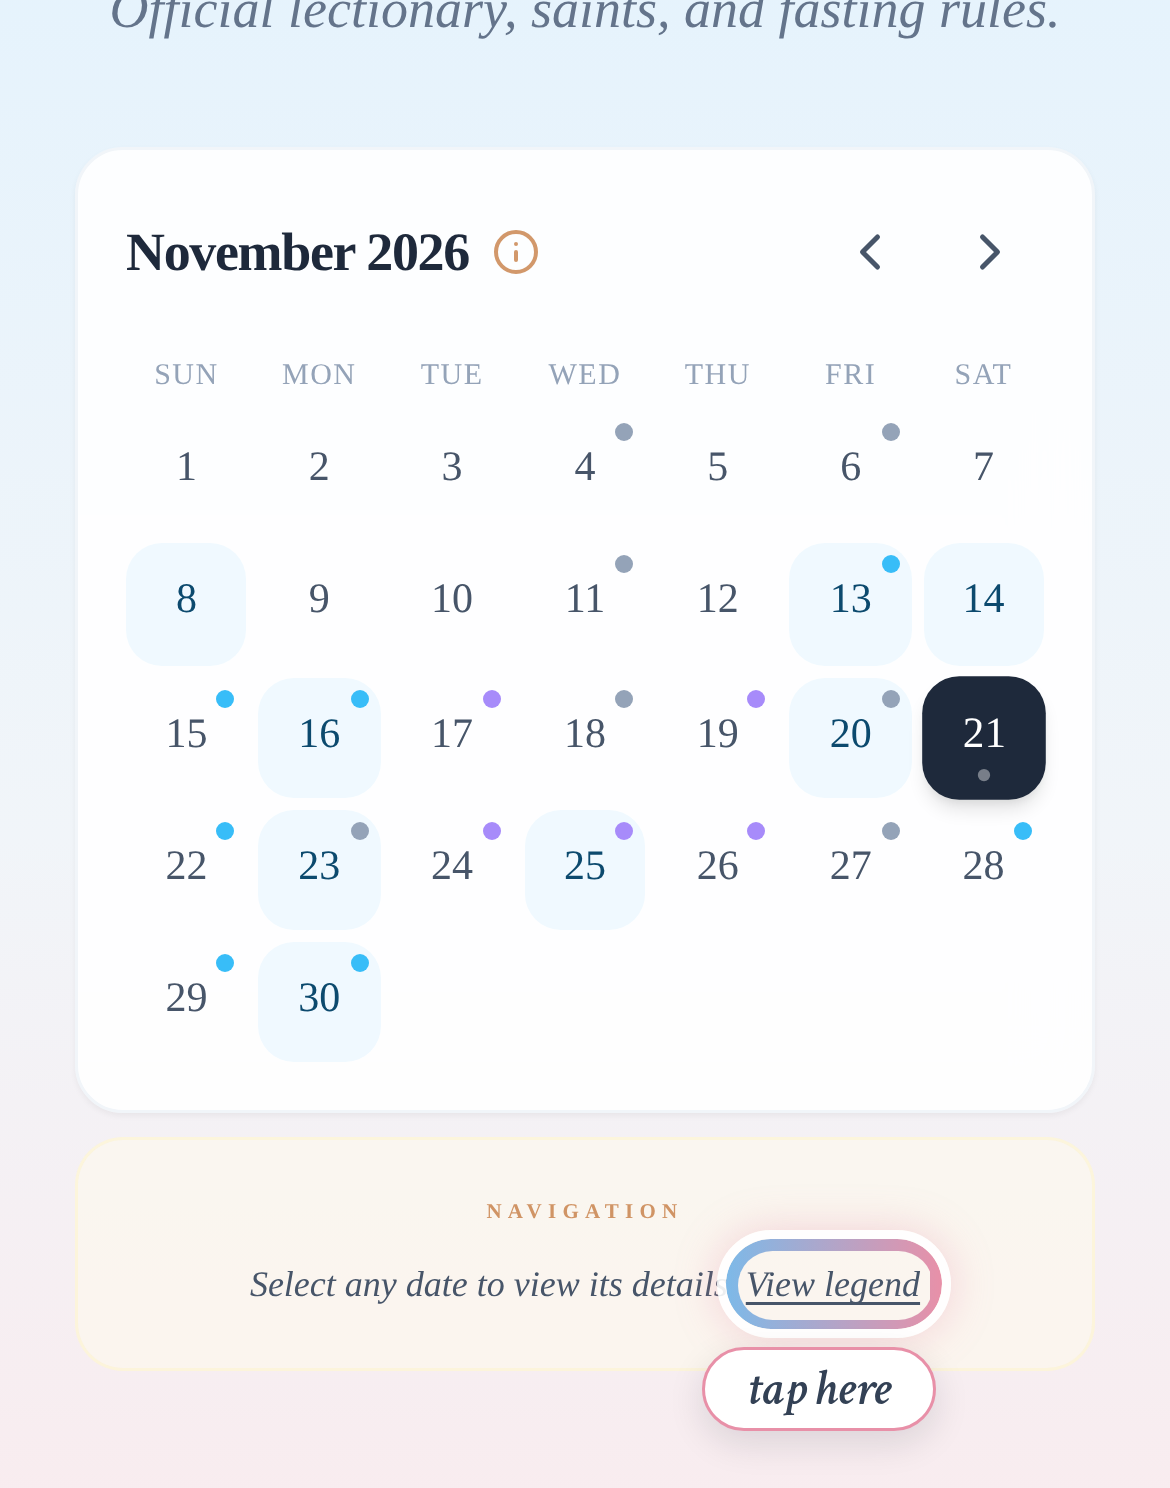 Official lectionary, saints, and fasting rules.
November 2026
SUN MON TUE WED THU FRI SAT
1 2 3 4 5 6 7
8 9 10 11 12 13 14
15 16 17 18 19 20 21
22 23 24 25 26 27 28
29 30
NAVIGATION
Select any date to view its details View legend
tap here